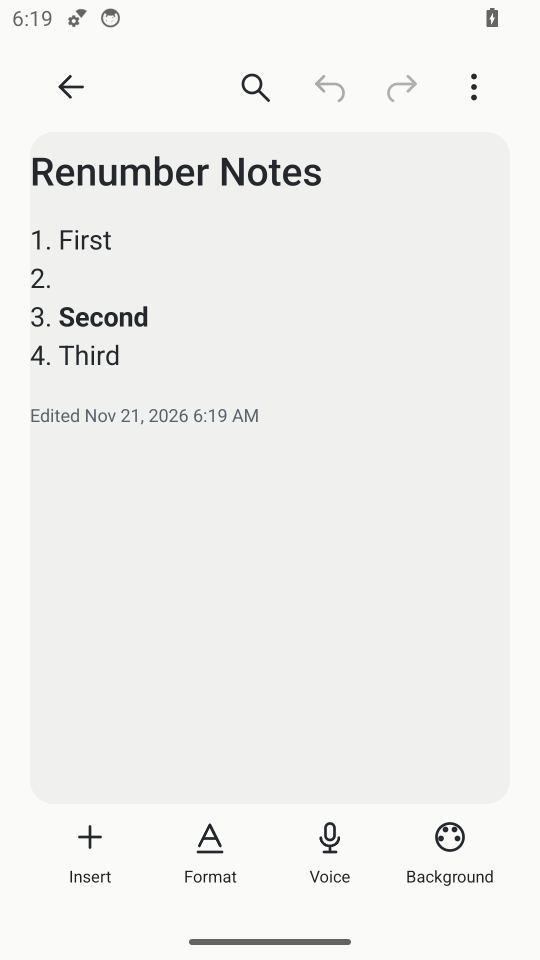 6:19
Renumber Notes
1. First
2.
3. Second
4. Third
Edited Nov 21, 2026 6:19 AM
Insert
Format
Voice
Background